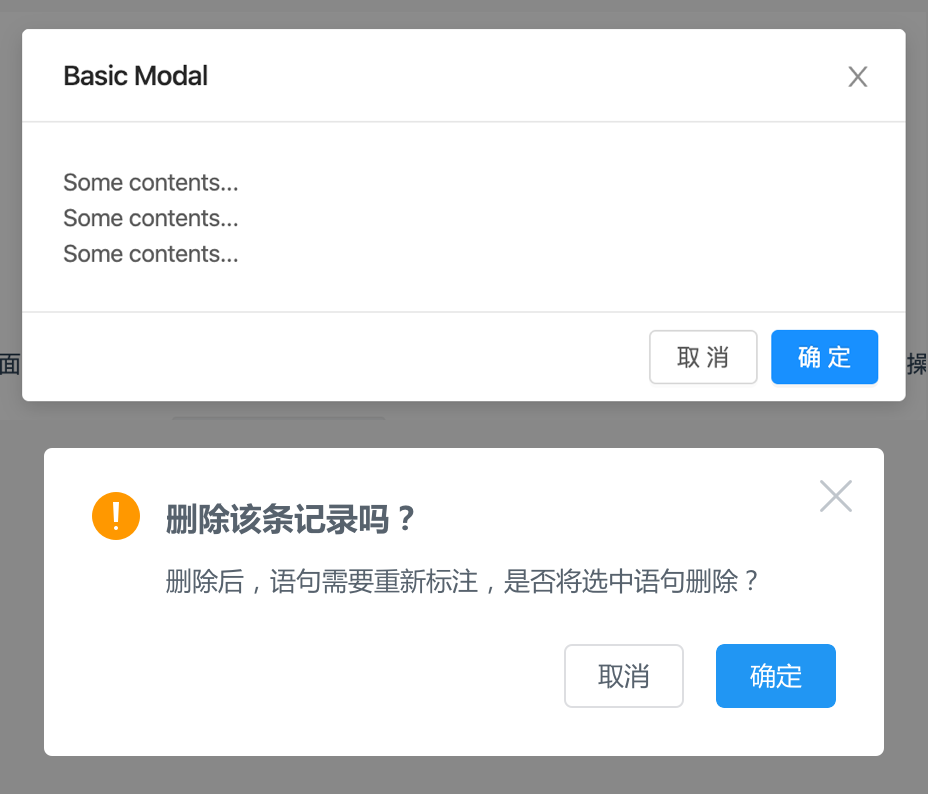 Basic Modal
Some contents...
Some contents...
Some contents...
取 消
确 定
面
操
删除该条记录吗？
删除后，语句需要重新标注，是否将选中语句删除？
取消
确定